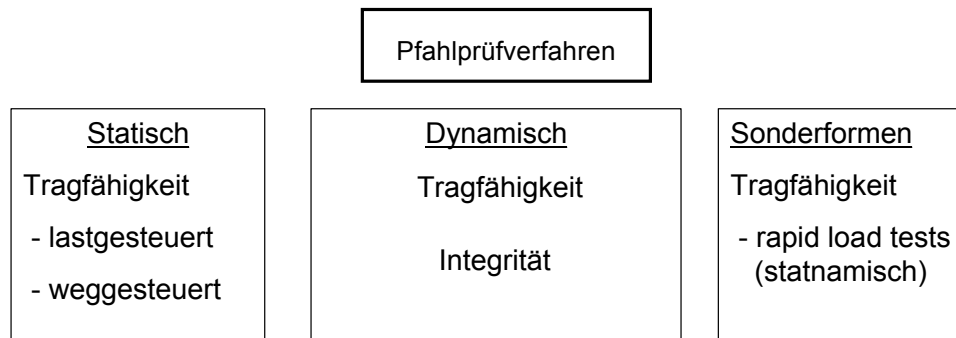 Pfahlprüfverfahren
Statisch
Tragfähigkeit
- lastgesteuert
- weggesteuert
Dynamisch
Tragfähigkeit
Integrität
Sonderformen
Tragfähigkeit
- rapid load tests
(statnamisch)